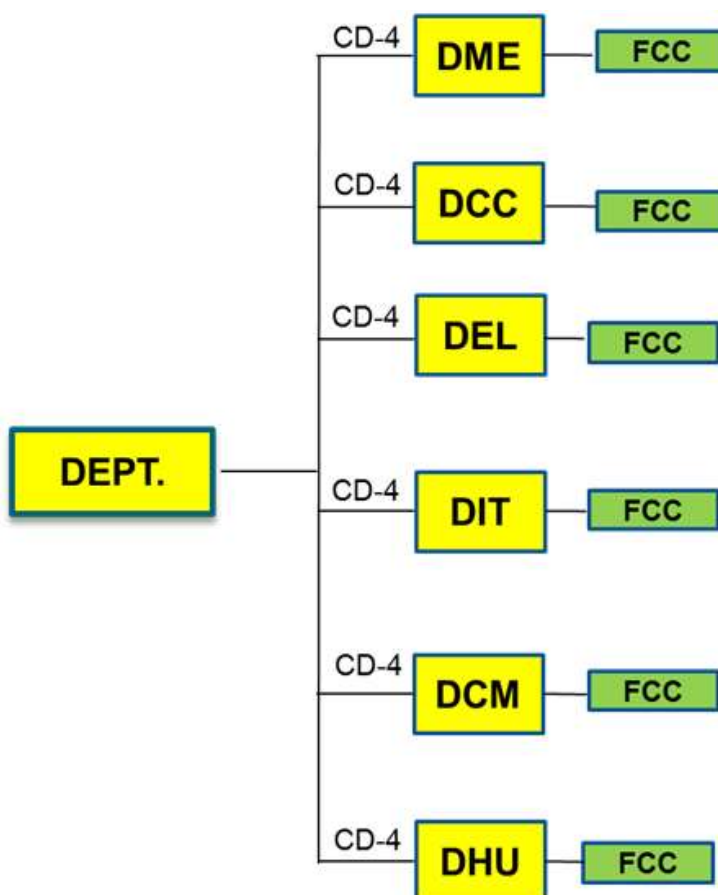 CD-4 DME FCC
CD-4 DCC FCC
CD-4 DEL FCC
DEPT.
CD-4 DIT FCC
CD-4 DCM FCC
CD-4 DHU FCC